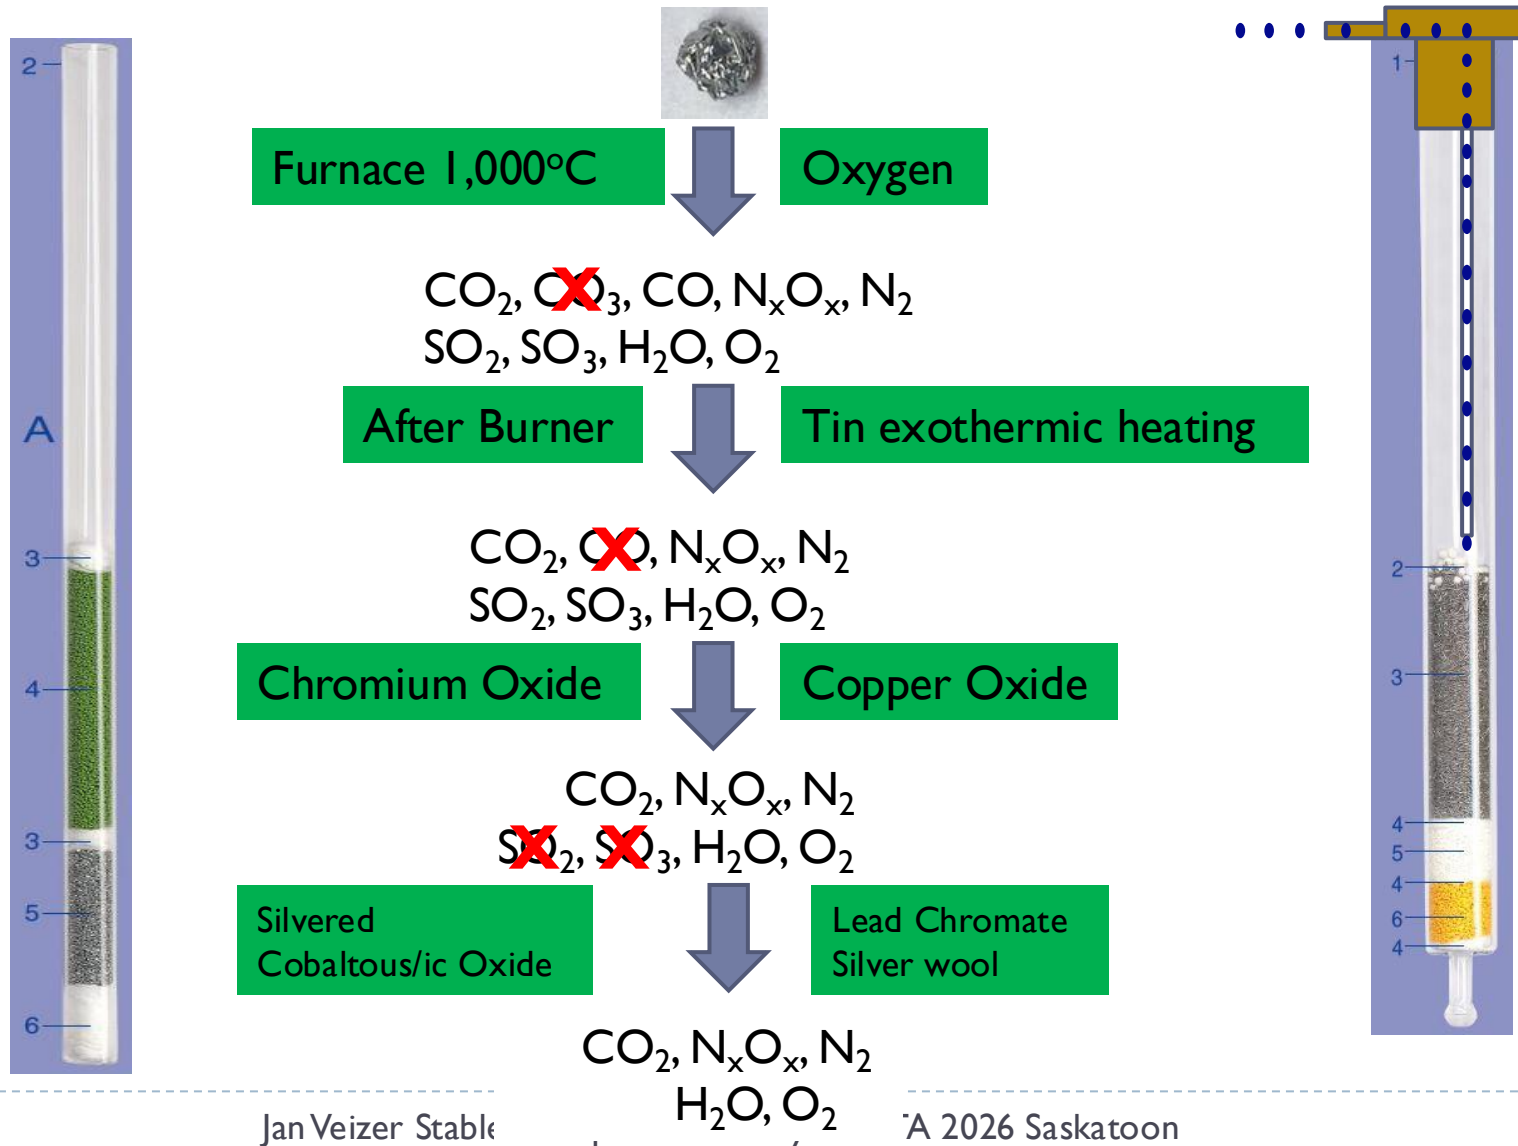 Furnace 1,000°C
Oxygen
CO₂, CO₃, CO, NₓOₓ, N₂
SO₂, SO₃, H₂O, O₂
After Burner
Tin exothermic heating
CO₂, CO, NₓOₓ, N₂
SO₂, SO₃, H₂O, O₂
Chromium Oxide
Copper Oxide
CO₂, NₓOₓ, N₂
SO₂, SO₃, H₂O, O₂
Silvered
Cobaltous/ic Oxide
Lead Chromate
Silver wool
CO₂, NₓOₓ, N₂
H₂O, O₂
Jan Veizer Stable
A 2026 Saskatoon
2
3
A
4
3
5
6
1
2
3
4
5
4
6
4